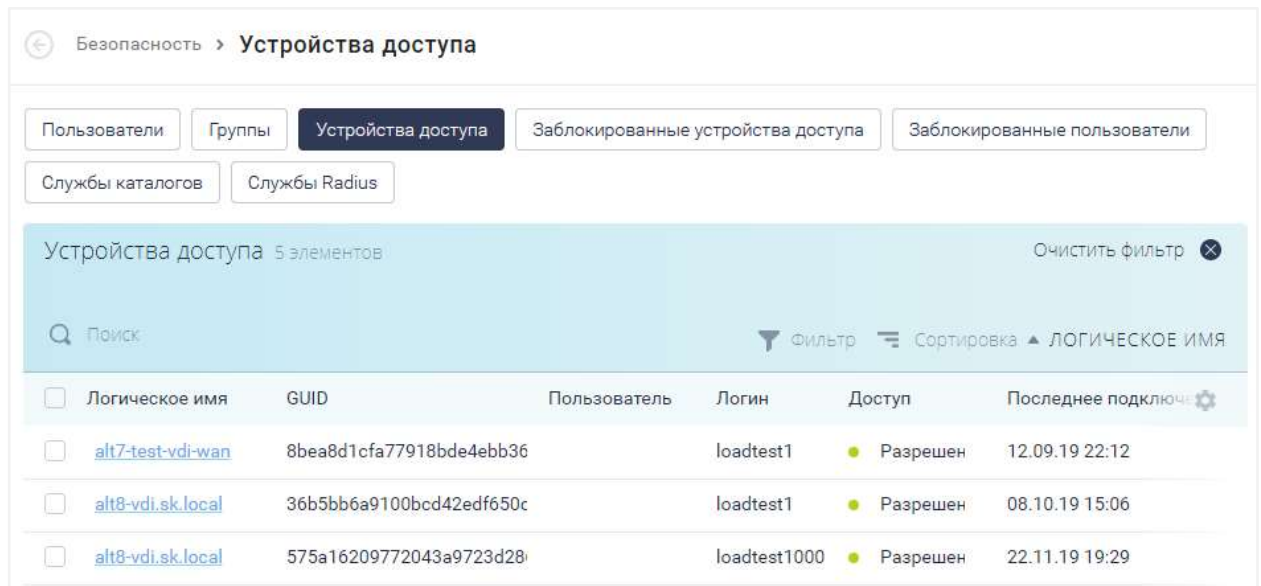 Безопасность > Устройства доступа
Пользователи Группы Устройства доступа Заблокированные устройства доступа Заблокированные пользователи
Службы каталогов Службы Radius
Устройства доступа 5 элементов Очистить фильтр
Поиск Фильтр Сортировка ▲ ЛОГИЧЕСКОЕ ИМЯ
Логическое имя GUID Пользователь Логин Доступ Последнее подключ
alt7-test-vdi-wan 8bea8d1cfa77918bde4ebb36 loadtest1 Разрешен 12.09.19 22:12
alt8-vdi.sk.local 36b5bb6a9100bcd42edf650c loadtest1 Разрешен 08.10.19 15:06
alt8-vdi.sk.local 575a16209772043a9723d28 loadtest1000 Разрешен 22.11.19 19:29